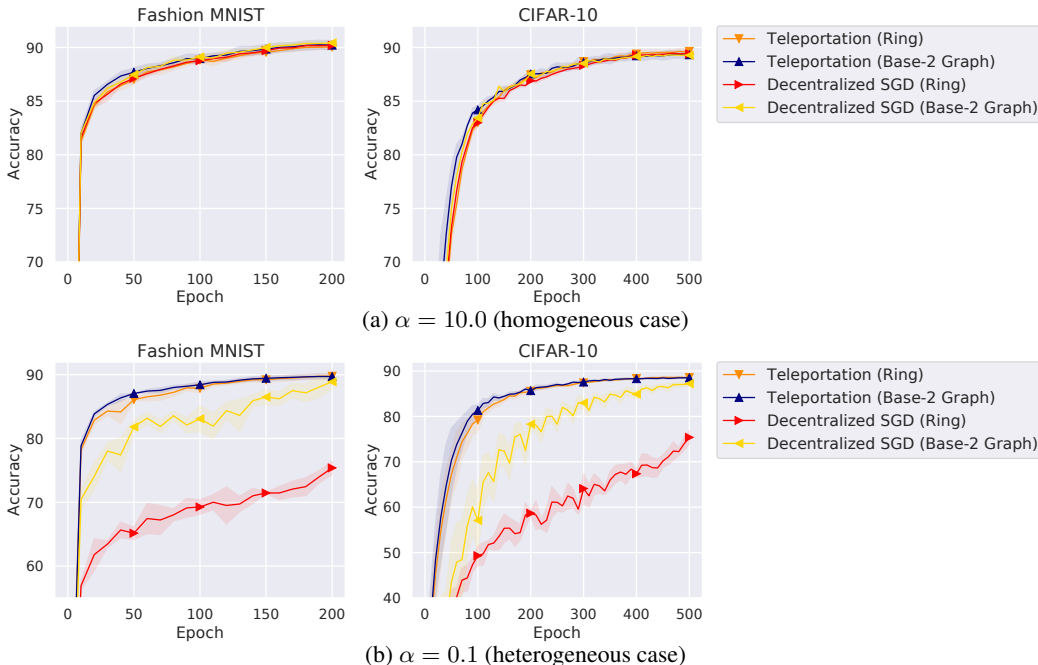 Fashion MNIST
CIFAR-10
90
85
80
75
70
Accuracy
0
50
100
150
200
Epoch
90
85
80
75
70
Accuracy
0
100
200
300
400
500
Epoch
Teleportation (Ring)
Teleportation (Base-2 Graph)
Decentralized SGD (Ring)
Decentralized SGD (Base-2 Graph)
(a) α = 10.0 (homogeneous case)
Fashion MNIST
CIFAR-10
90
80
70
60
Accuracy
0
50
100
150
200
Epoch
90
80
70
60
50
40
Accuracy
0
100
200
300
400
500
Epoch
Teleportation (Ring)
Teleportation (Base-2 Graph)
Decentralized SGD (Ring)
Decentralized SGD (Base-2 Graph)
(b) α = 0.1 (heterogeneous case)